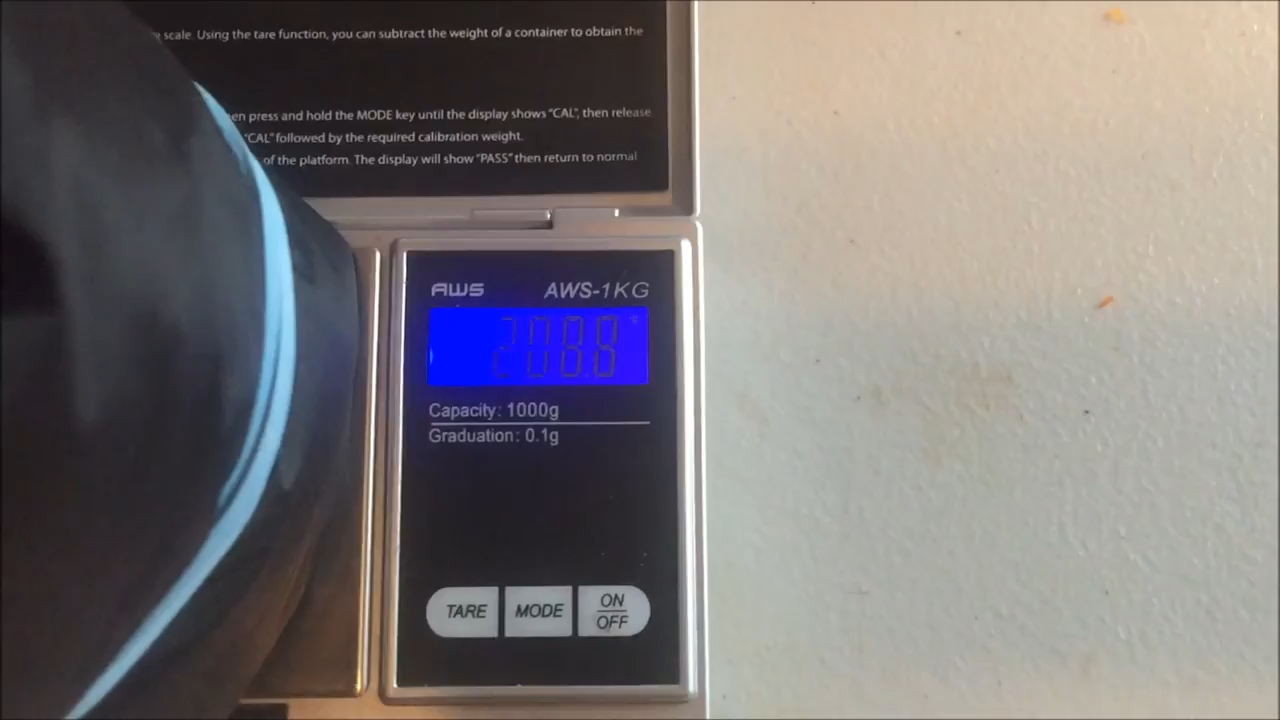 scale. Using the tare function, you can subtract the weight of a container to obtain the
press and hold the MODE key until the display shows "CAL", then release
"CAL" followed by the required calibration weight.
of the platform. The display will show "PASS" then return to normal
AWS AWS-1KG
208.8
Capacity: 1000g
Graduation: 0.1g
TARE MODE ON
OFF